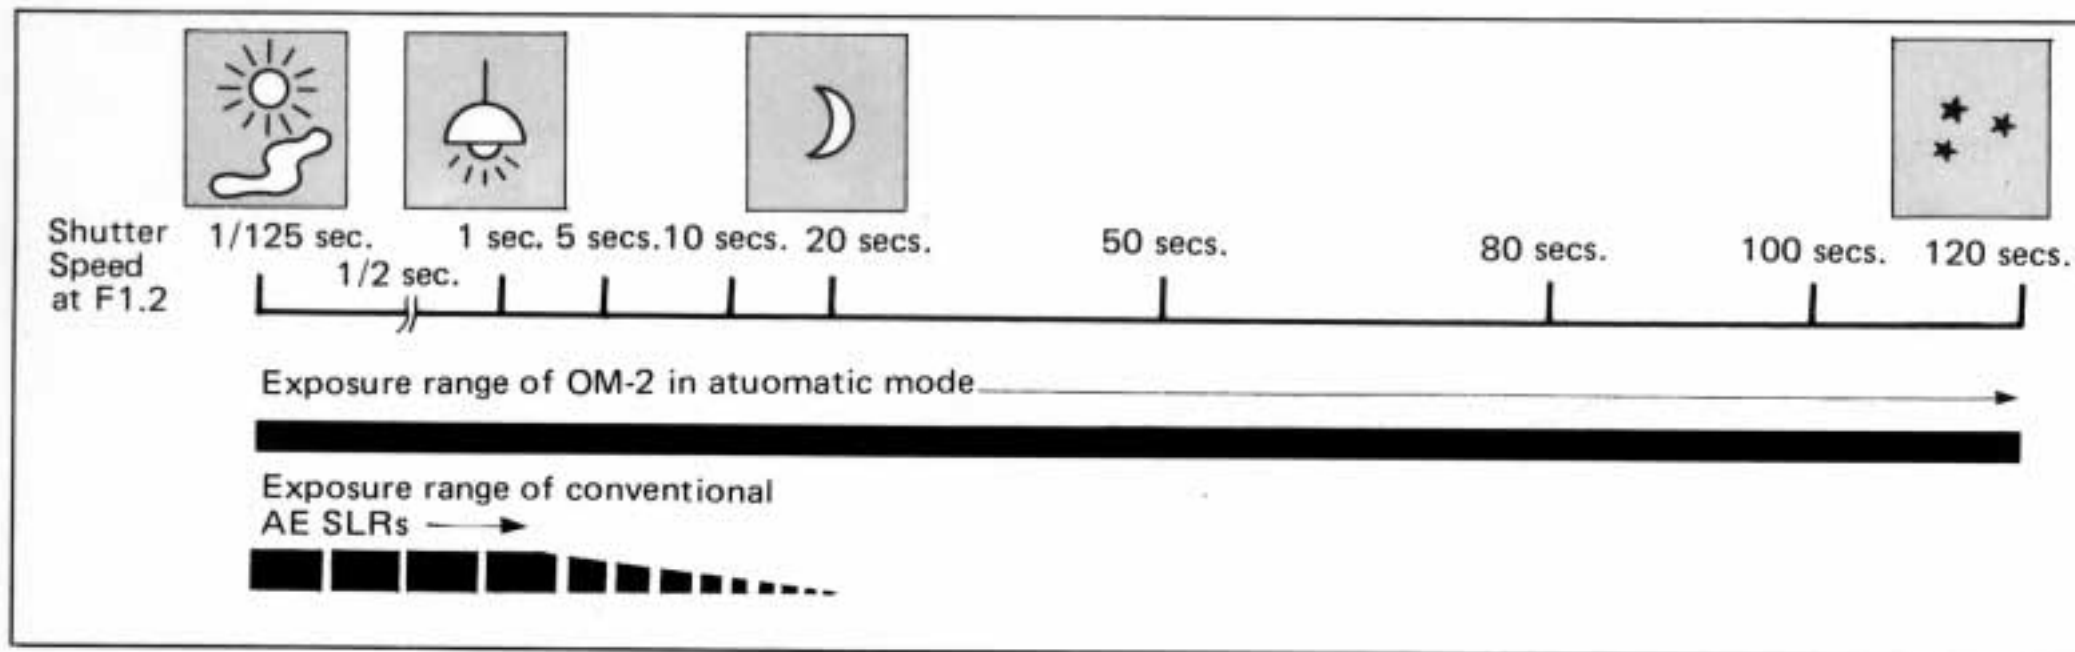 Shutter
Speed
at F1.2
1/125 sec.
1/2 sec.
1 sec.
5 secs.
10 secs.
20 secs.
50 secs.
80 secs.
100 secs.
120 secs.
Exposure range of OM-2 in atuomatic mode
Exposure range of conventional
AE SLRs